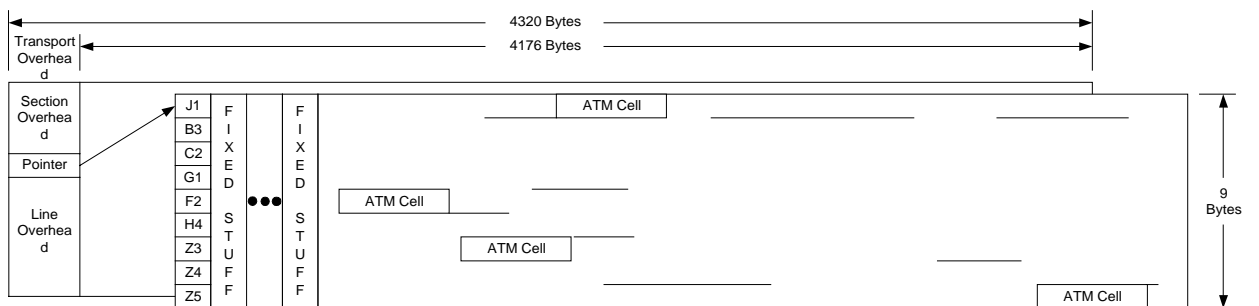 4320 Bytes
Transport
Overhea
d
4176 Bytes
Section
Overhea
d
Pointer
Line
Overhea
d
J1
B3
C2
G1
F2
H4
Z3
Z4
Z5
F
I
X
E
D
S
T
U
F
F
F
I
X
E
D
S
T
U
F
F
ATM Cell
ATM Cell
ATM Cell
ATM Cell
9
Bytes